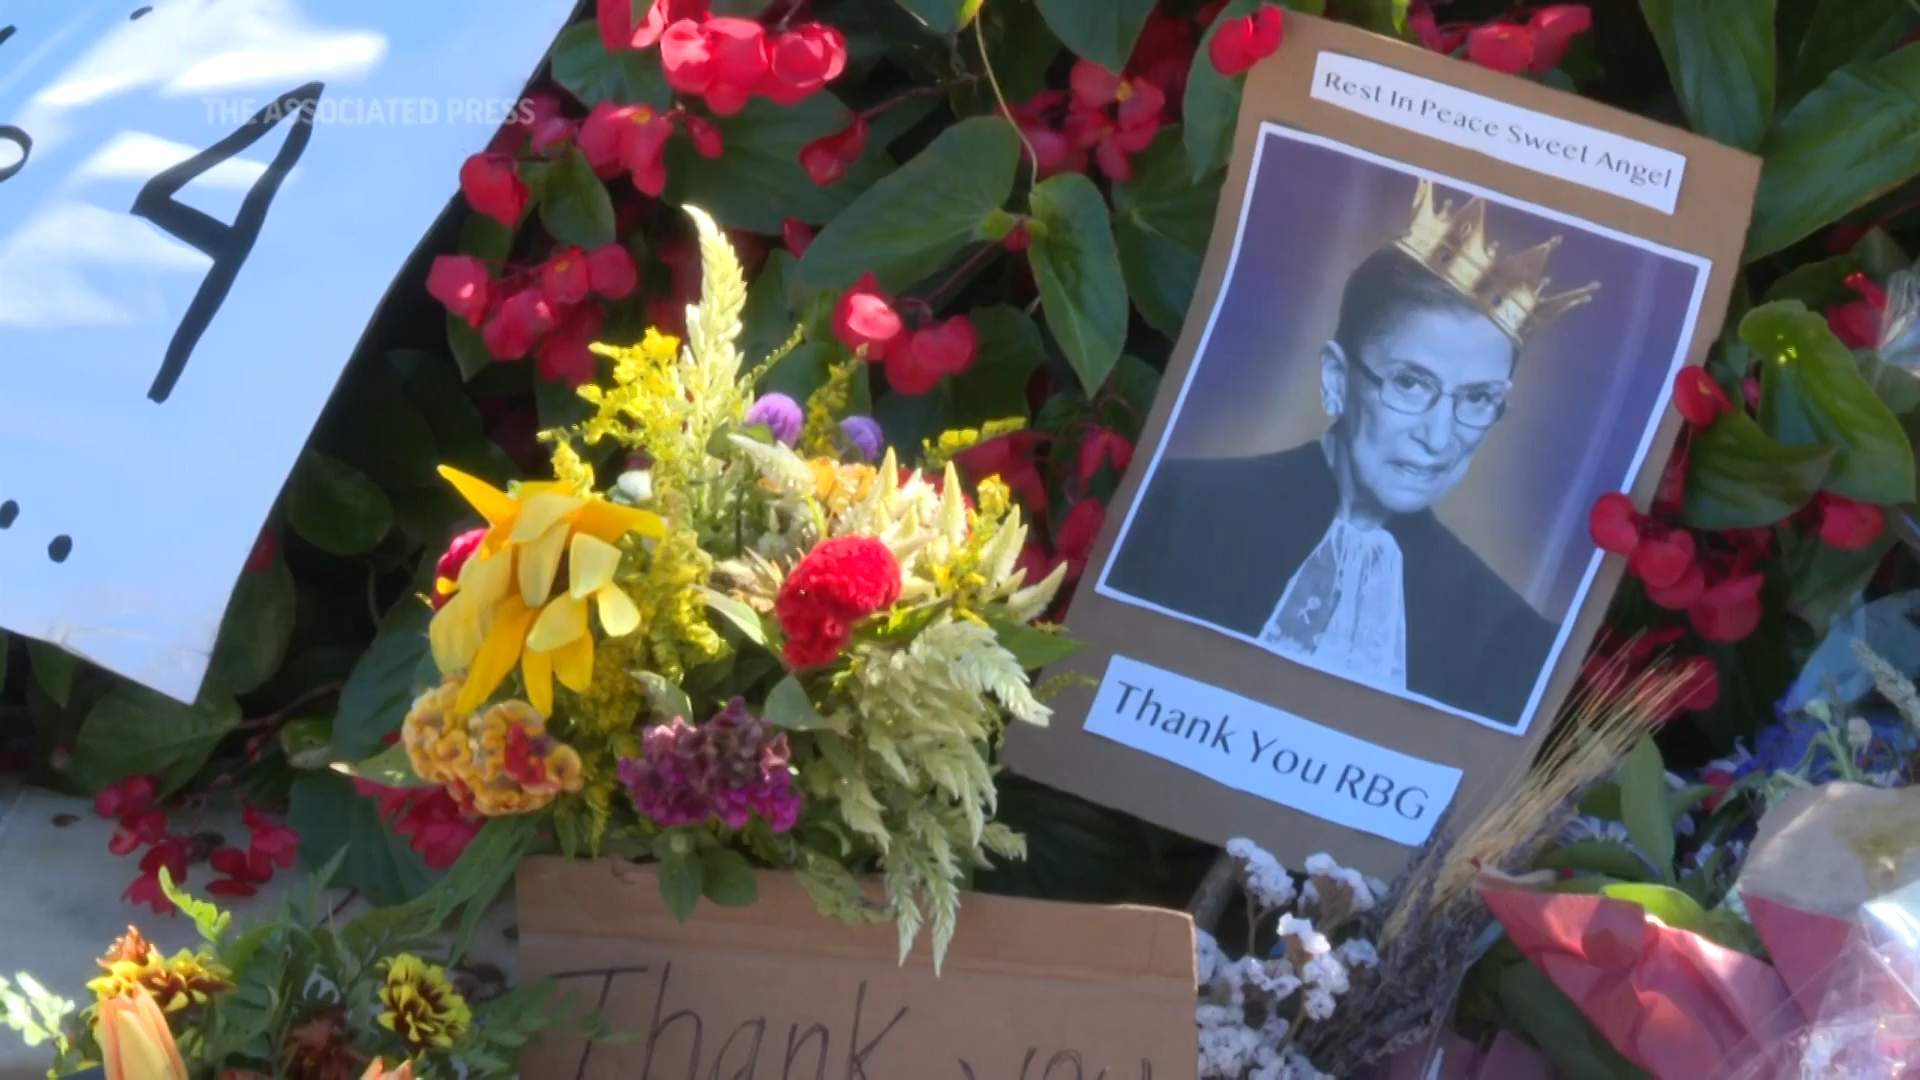 THE ASSOCIATED PRESS
A
Rest In Peace Sweet Angel
Thank You RBG
Thank you